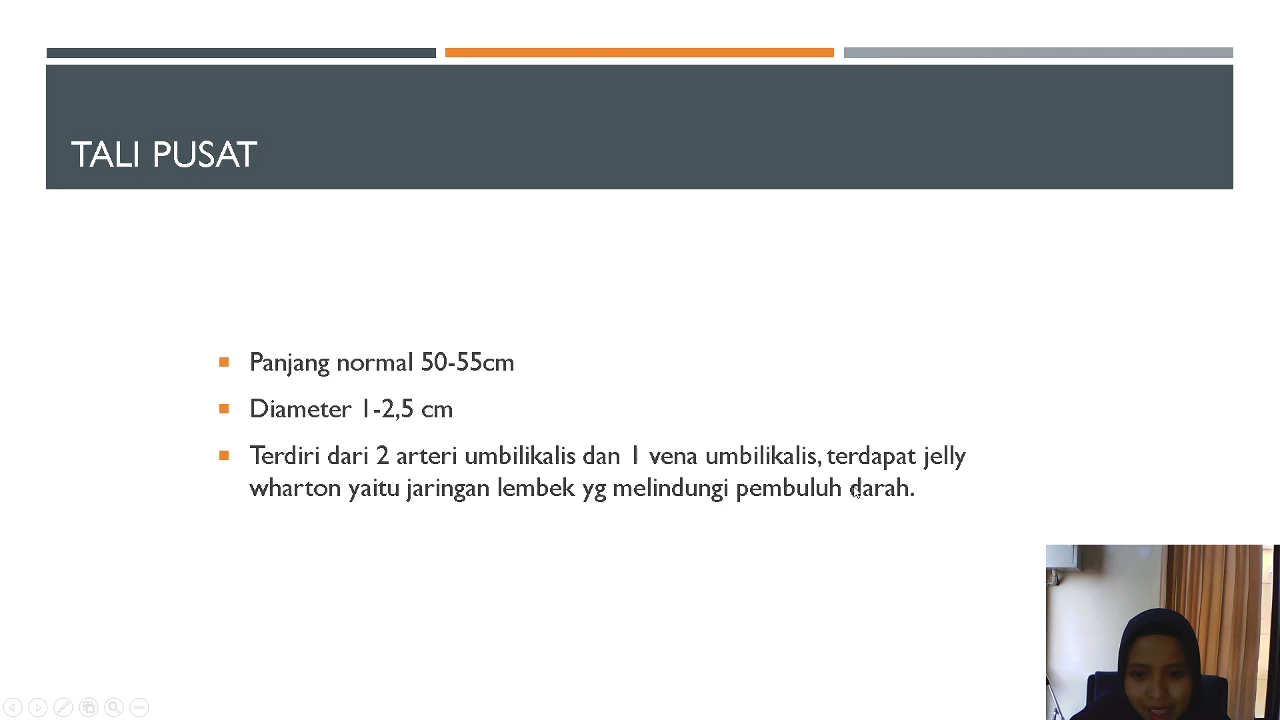 TALI PUSAT
Panjang normal 50-55cm
Diameter 1-2,5 cm
Terdiri dari 2 arteri umbilikalis dan 1 vena umbilikalis, terdapat jelly
wharton yaitu jaringan lembek yg melindungi pembuluh darah.